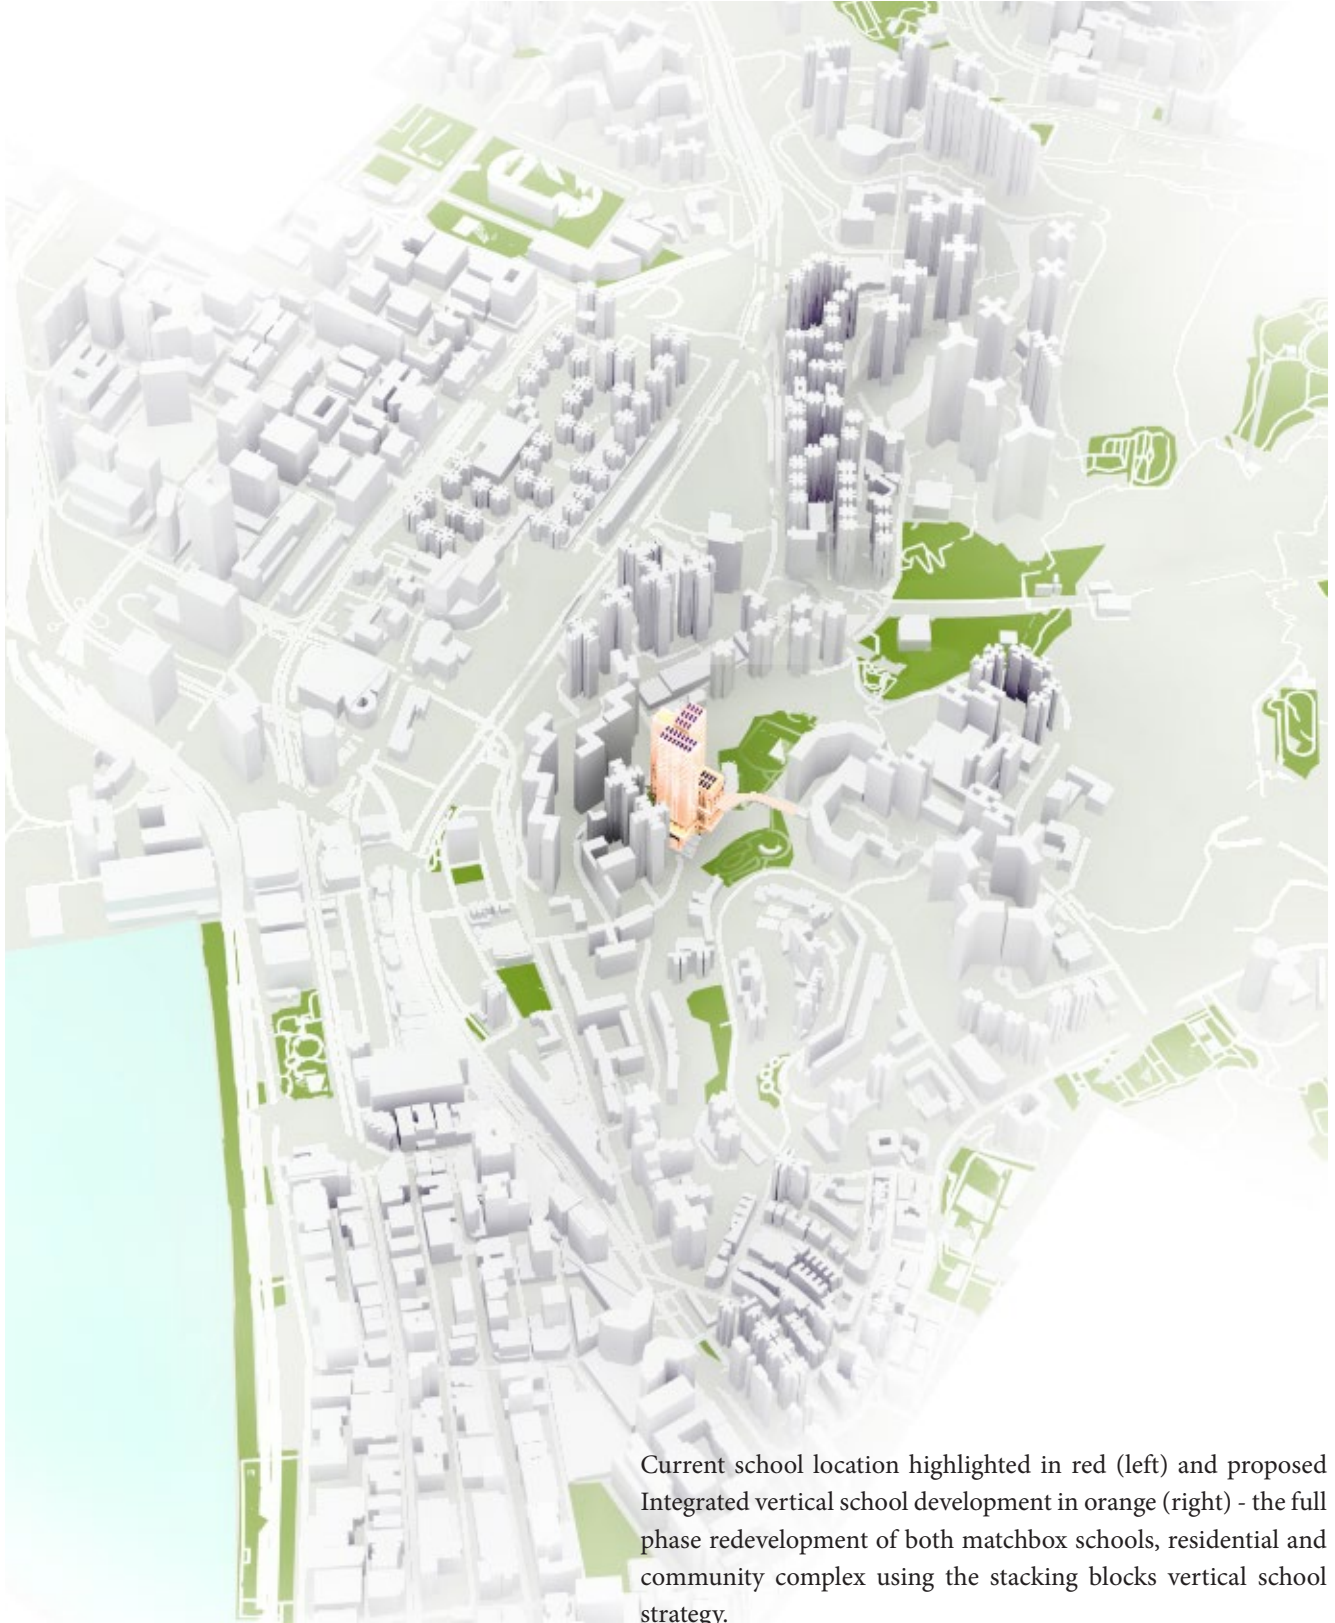 Current school location highlighted in red (left) and proposed
Integrated vertical school development in orange (right) - the full
phase redevelopment of both matchbox schools, residential and
community complex using the stacking blocks vertical school
strategy.